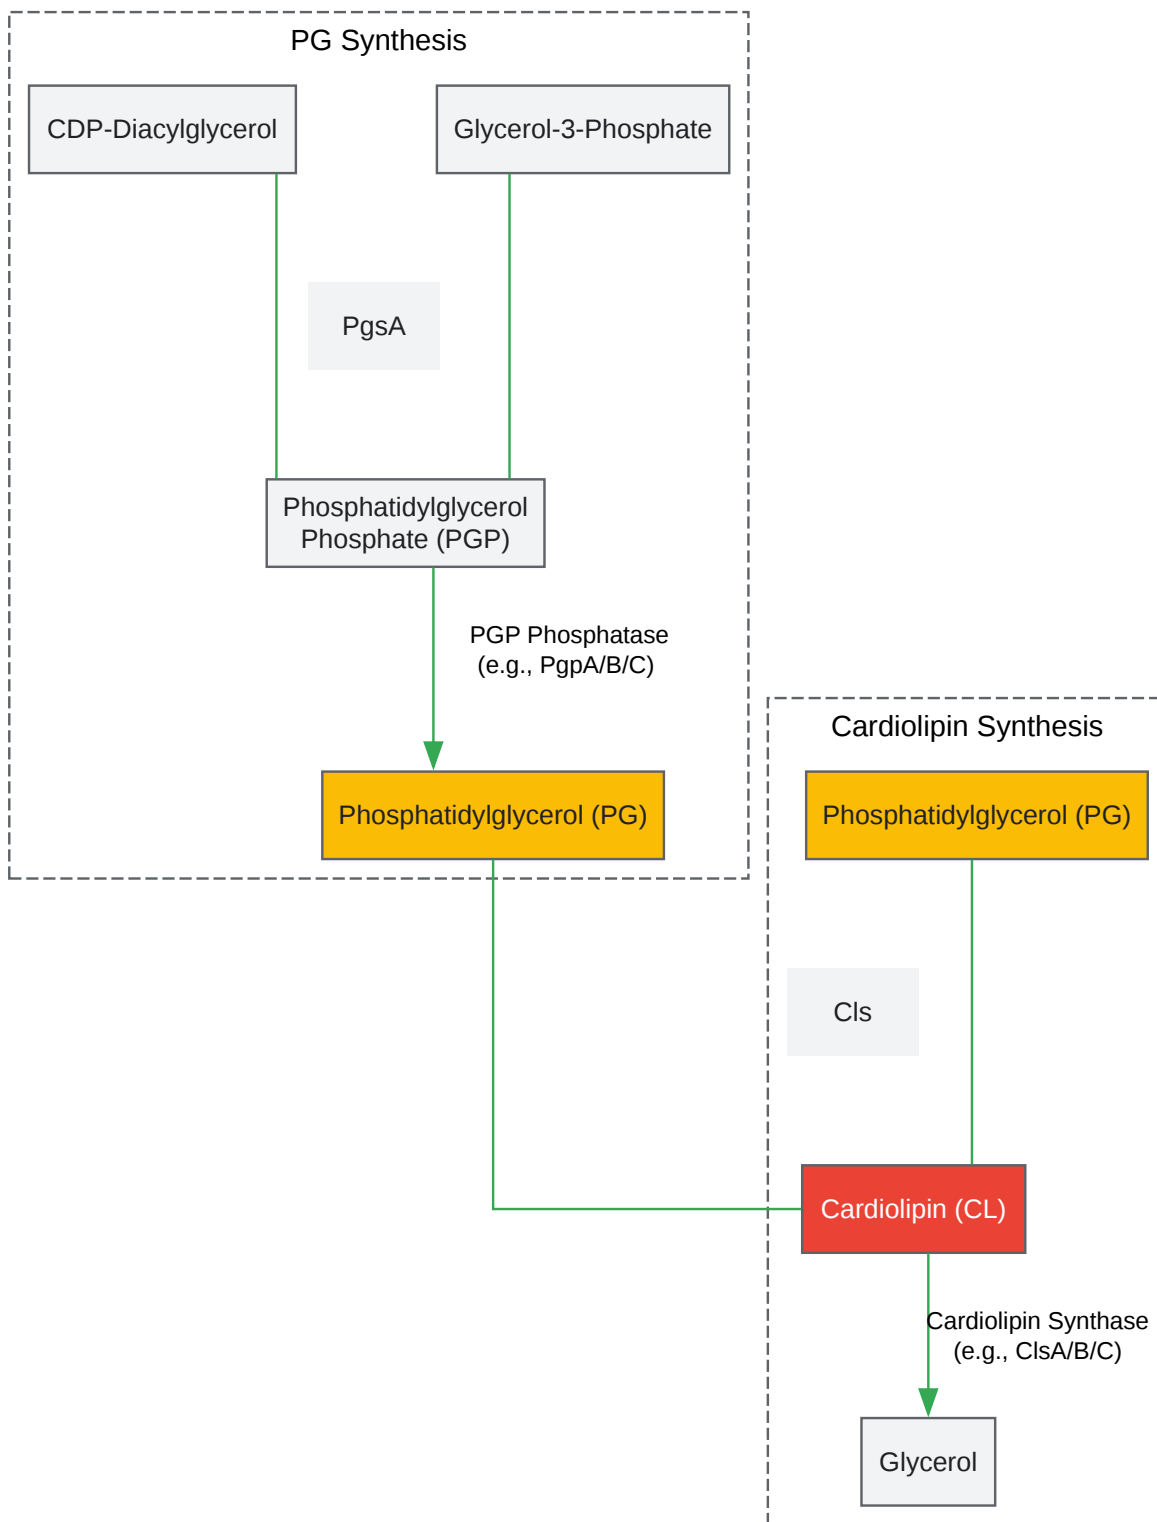 PG Synthesis
CDP-Diacylglycerol
Glycerol-3-Phosphate
PgsA
Phosphatidylglycerol
Phosphate (PGP)
PGP Phosphatase
(e.g., PgpA/B/C)
Phosphatidylglycerol (PG)
Cardiolipin Synthesis
Phosphatidylglycerol (PG)
Cls
Cardiolipin (CL)
Cardiolipin Synthase
(e.g., ClsA/B/C)
Glycerol